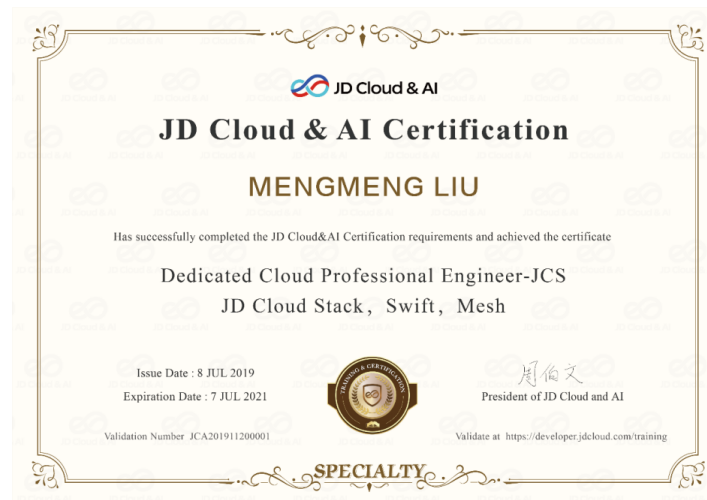 JD Cloud & AI
JD Cloud & AI Certification
MENGMENG LIU
Has successfully completed the JD Cloud&AI Certification requirements and achieved the certificate
Dedicated Cloud Professional Engineer-JCS
JD Cloud Stack, Swift, Mesh
Issue Date : 8 JUL 2019
Expiration Date : 7 JUL 2021
TRAINING & CERTIFICATION
周伯文
President of JD Cloud and AI
Validation Number JCA201911200001
Validate at https://developer.jdcloud.com/training
SPECIALTY